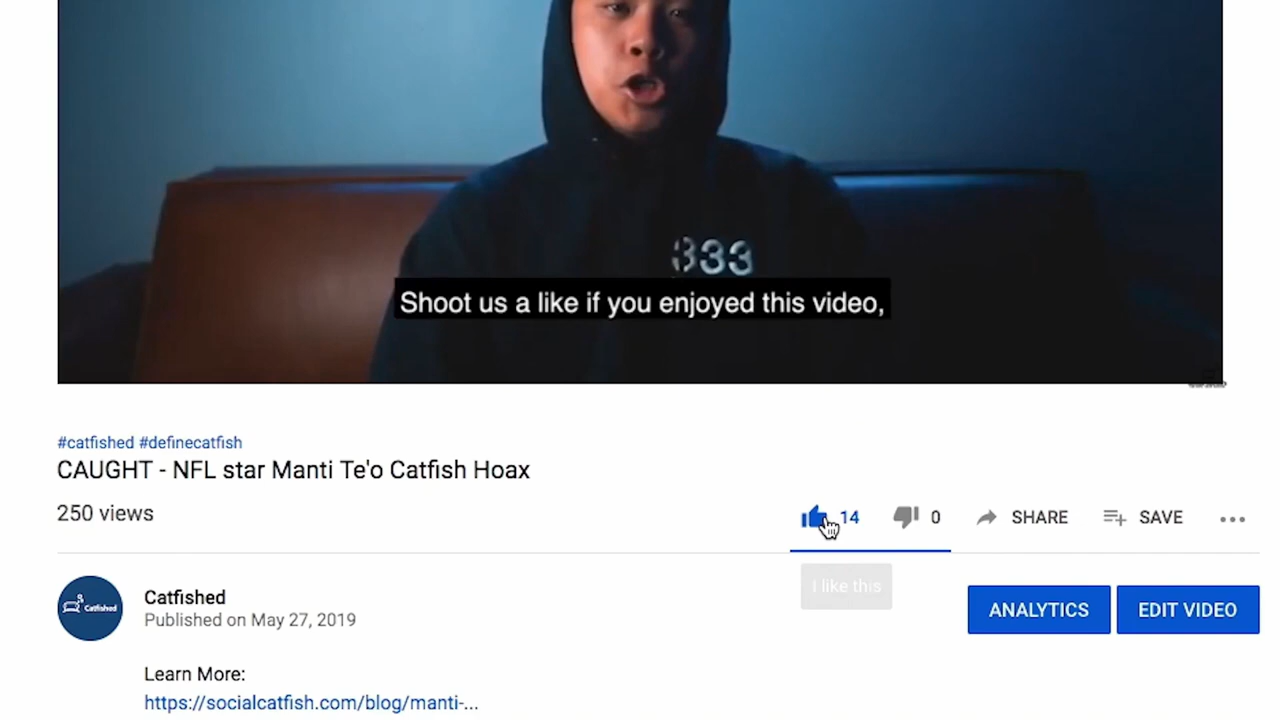 333
Shoot us a like if you enjoyed this video,
#catfished #definecatfish
CAUGHT - NFL star Manti Te'o Catfish Hoax
250 views
14
0
SHARE
SAVE
I like this
Catfished
Catfished
Published on May 27, 2019
ANALYTICS
EDIT VIDEO
Learn More:
https://socialcatfish.com/blog/manti-...